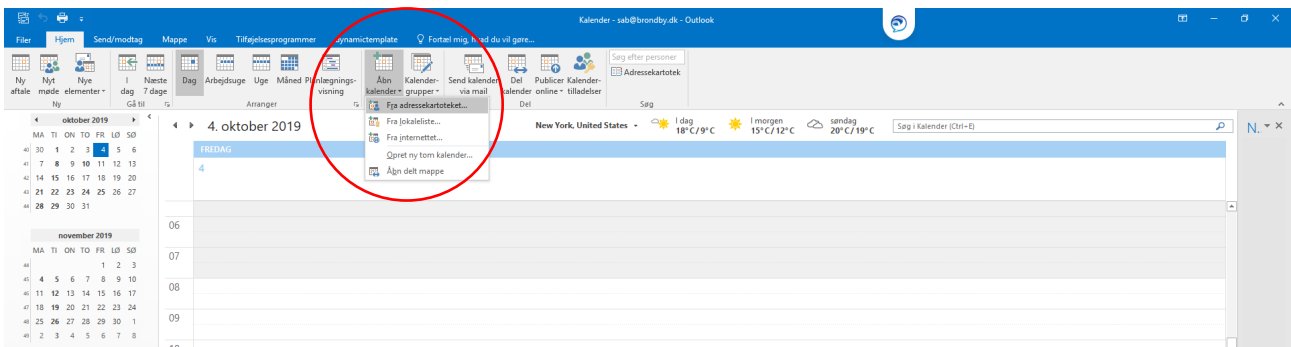 Kalender - sab@brondby.dk - Outlook
Filer Hjem Send/modtag Mappe Vis Tilføjelsesprogrammer dynamictemplate Fortæl mig, hvad du vil gøre...
Ny aftale
Nyt møde
Nye elementer
Ny
I dag
Næste 7 dage
Gå til
Dag
Arbejdsuge
Uge
Måned
Planlægnings-visning
Arranger
Åbn kalender
Kalender-grupper
Send kalender via mail
Del kalender
Publicer online
Kalender-tilladelser
Del
Søg efter personer
Adressekartotek
Søg
Fra adressekartoteket...
Fra lokaleliste...
Fra internettet...
Opret ny tom kalender...
Åbn delt mappe
oktober 2019
MA TI ON TO FR LØ SØ
40 30 1 2 3 4 5 6
41 7 8 9 10 11 12 13
42 14 15 16 17 18 19 20
43 21 22 23 24 25 26 27
44 28 29 30 31
november 2019
MA TI ON TO FR LØ SØ
44 1 2 3
45 4 5 6 7 8 9 10
46 11 12 13 14 15 16 17
47 18 19 20 21 22 23 24
48 25 26 27 28 29 30 1
49 2 3 4 5 6 7 8
4. oktober 2019
New York, United States
I dag
18°C/9°C
I morgen
15°C/12°C
søndag
20°C/19°C
Søg i Kalender (Ctrl+E)
N...
FREDAG
4
06
07
08
09